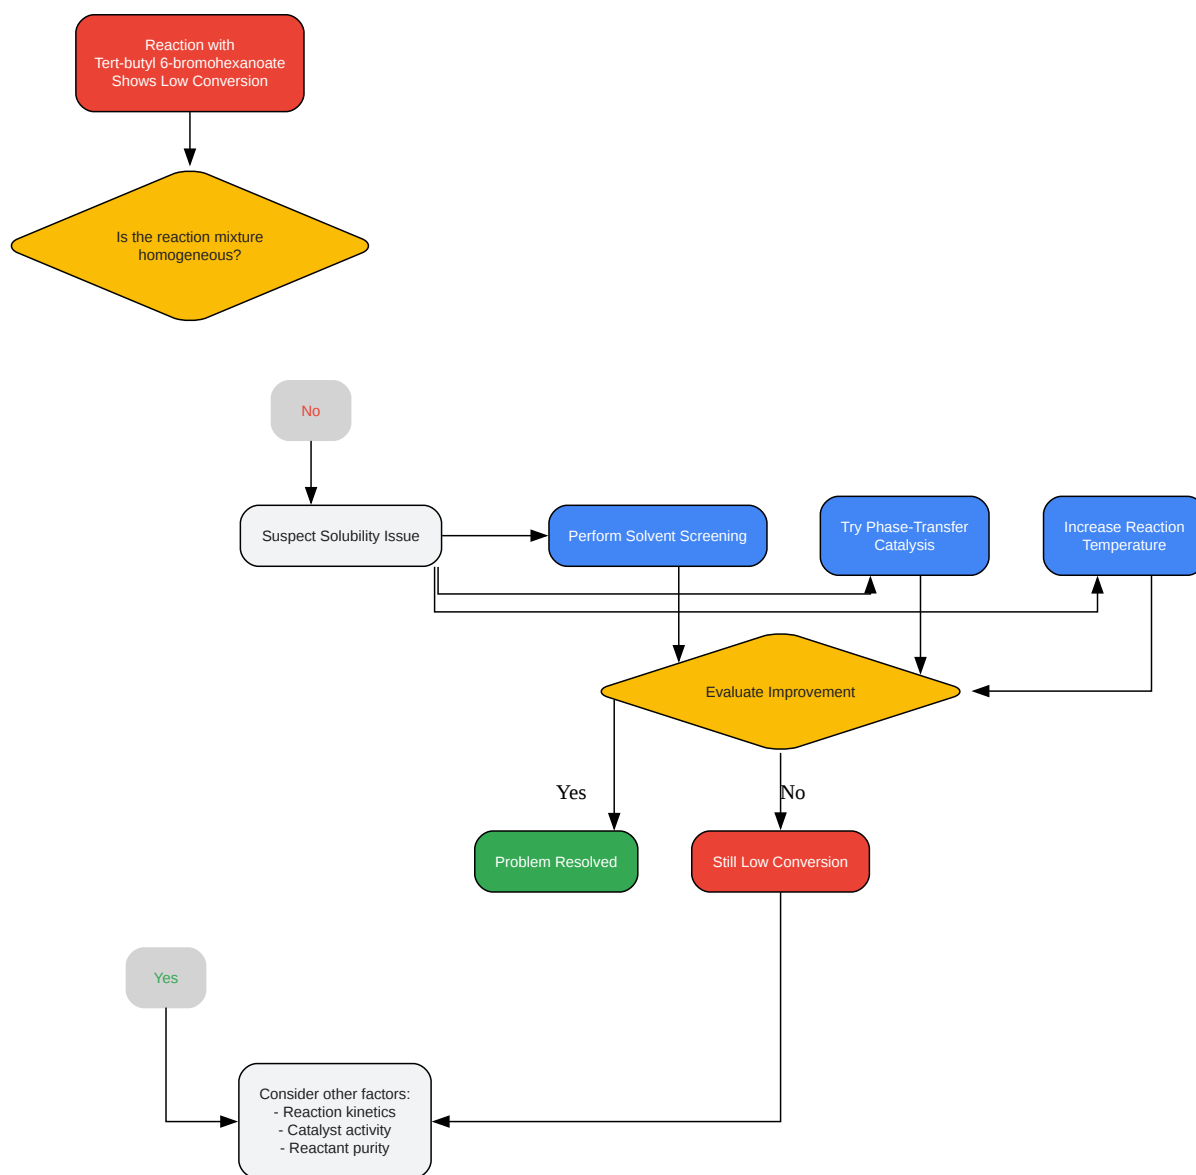 Reaction with
Tert-butyl 6-bromohexanoate
Shows Low Conversion
Is the reaction mixture
homogeneous?
No
Suspect Solubility Issue
Perform Solvent Screening
Try Phase-Transfer
Catalysis
Increase Reaction
Temperature
Evaluate Improvement
Yes
No
Problem Resolved
Still Low Conversion
Yes
Consider other factors:
- Reaction kinetics
- Catalyst activity
- Reactant purity